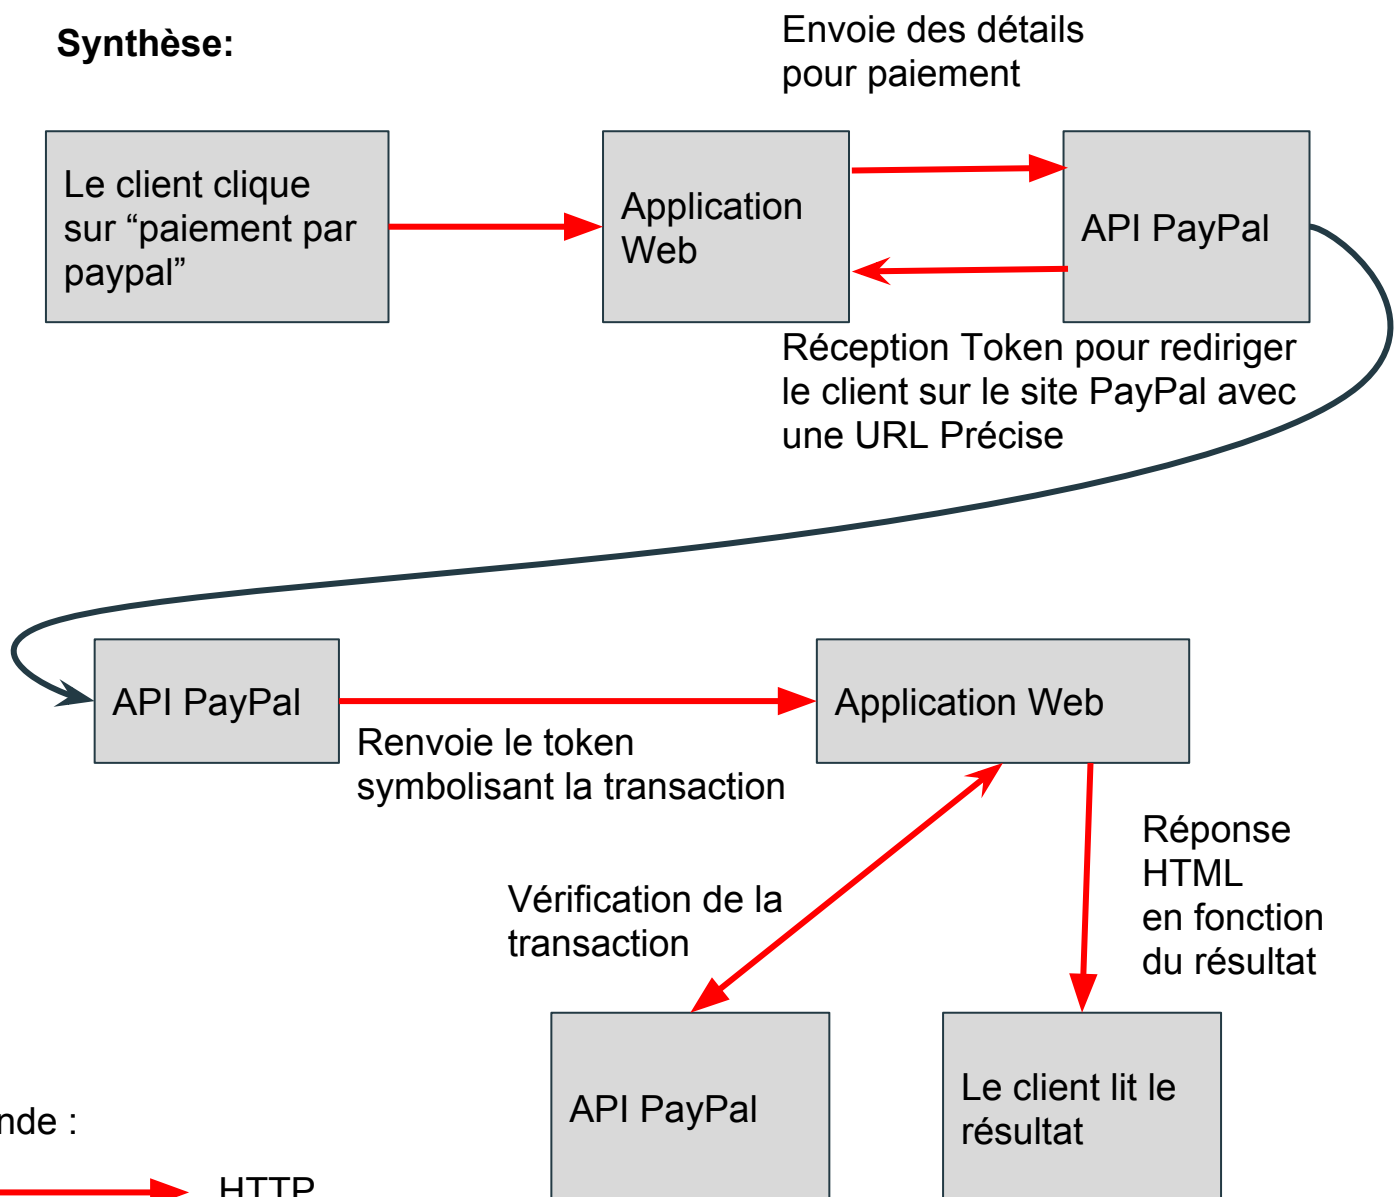 Synthèse:
Envoie des détails
pour paiement
Le client clique
sur “paiement par
paypal”
Application
Web
API PayPal
Réception Token pour rediriger
le client sur le site PayPal avec
une URL Précise
API PayPal
Application Web
Renvoie le token
symbolisant la transaction
Réponse
HTML
en fonction
du résultat
Vérification de la
transaction
API PayPal
Le client lit le
résultat
nde :
HTTP